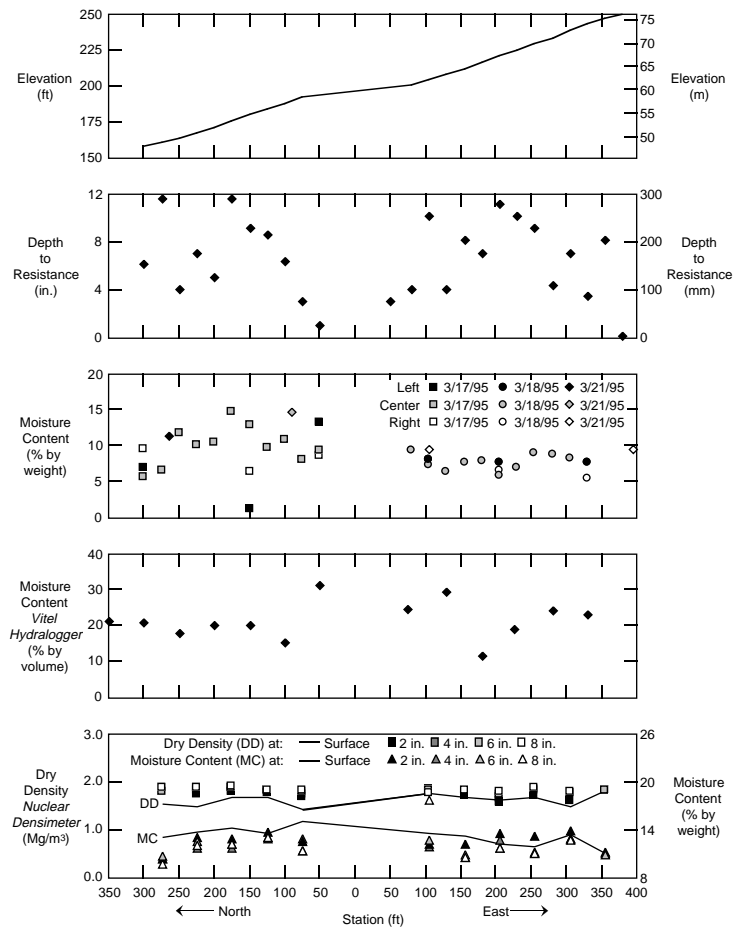 250
225
200
175
150
Elevation
(ft)
75
70
65
60
55
50
Elevation
(m)
12
8
4
0
Depth
to
Resistance
(in.)
300
200
100
0
Depth
to
Resistance
(mm)
20
15
10
5
0
Moisture
Content
(% by
weight)
Left 3/17/95 3/18/95 3/21/95
Center 3/17/95 3/18/95 3/21/95
Right 3/17/95 3/18/95 3/21/95
40
30
20
10
0
Moisture
Content
Vitel
Hydralogger
(% by
volume)
3.0
2.0
1.0
0.0
Dry
Density
Nuclear
Densimeter
(Mg/m³)
Dry Density (DD) at: Surface 2 in. 4 in. 6 in. 8 in.
Moisture Content (MC) at: Surface 2 in. 4 in. 6 in. 8 in.
DD
MC
26
20
14
8
Moisture
Content
(% by
weight)
350 300 250 200 150 100 50 0 50 100 150 200 250 300 350 400
North Station (ft) East